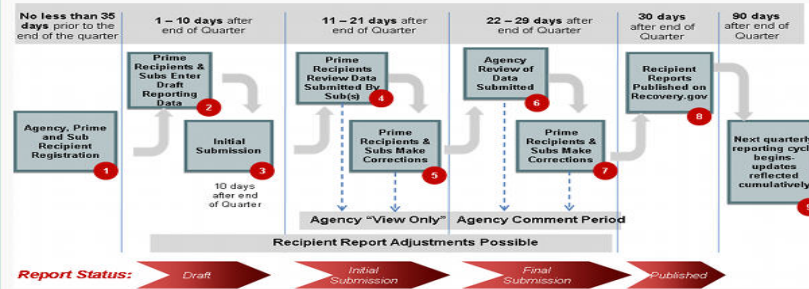 No less than 35
days prior to the
end of the quarter
1 – 10 days after
end of Quarter
11 – 21 days after
end of Quarter
22 – 29 days after
end of Quarter
30 days
after end of
Quarter
90 days
after end of
Quarter
Agency, Prime
and Sub
Recipient
Registration
1
Prime
Recipients &
Subs Enter
Draft
Reporting
Data
2
Initial
Submission
3
10 days
after end
of Quarter
Prime
Recipients
Review Data
Submitted By
Sub(s)
4
Prime
Recipients &
Subs Make
Corrections
5
Agency
Review of
Data
Submitted
6
Prime
Recipients &
Subs Make
Corrections
7
Recipient
Reports
Published on
Recovery.gov
8
Next quarterly
reporting cycl
begins-
updates
reflected
cumulatively
9
Agency “View Only”
Agency Comment Period
Recipient Report Adjustments Possible
Report Status:
Draft
Initial
Submission
Final
Submission
Published